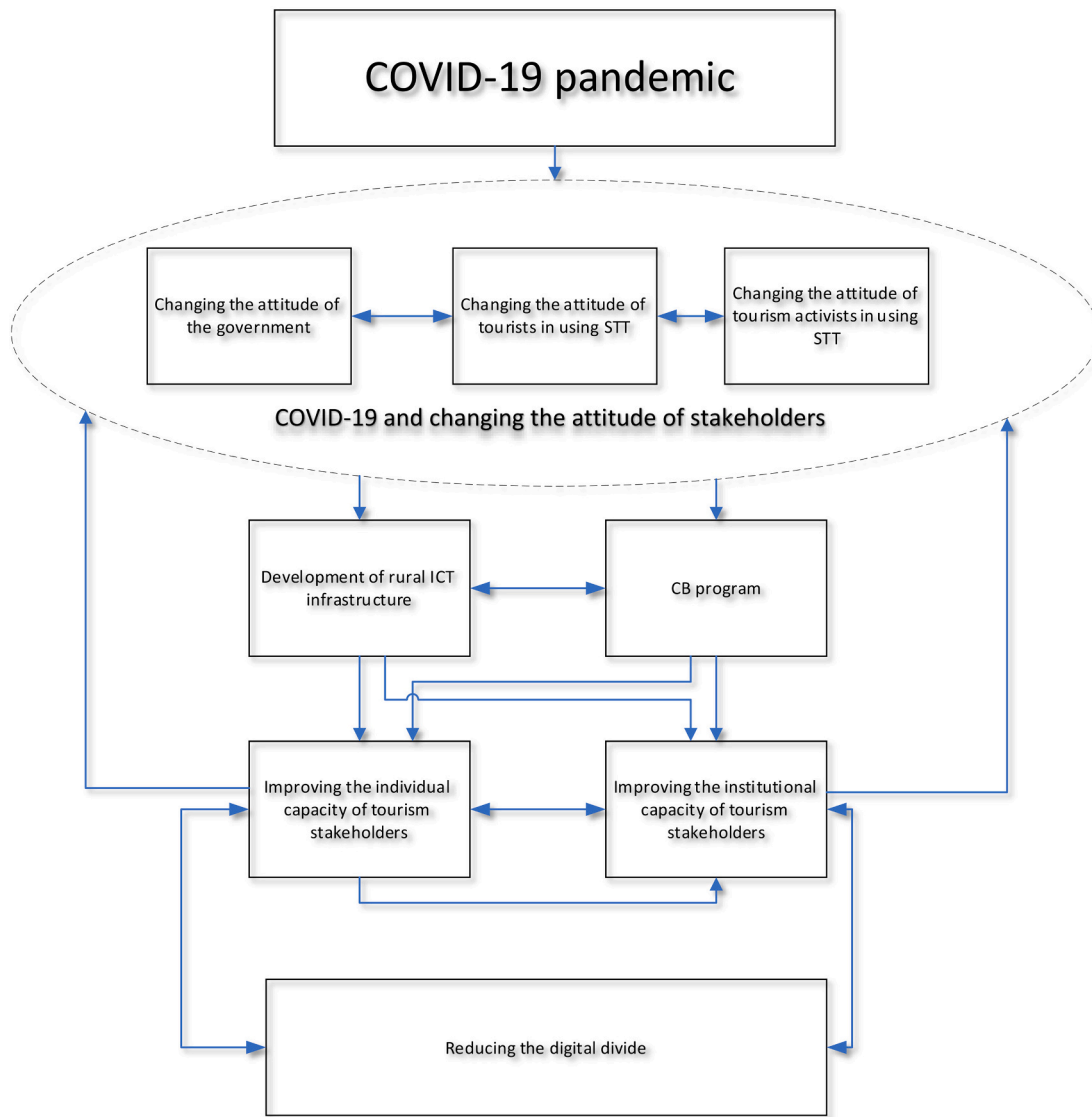 COVID-19 pandemic
Changing the attitude of
the government
Changing the attitude of
tourists in using STT
Changing the attitude of
tourism activists in using
STT
COVID-19 and changing the attitude of stakeholders
Development of rural ICT
infrastructure
CB program
Improving the individual
capacity of tourism
stakeholders
Improving the institutional
capacity of tourism
stakeholders
Reducing the digital divide